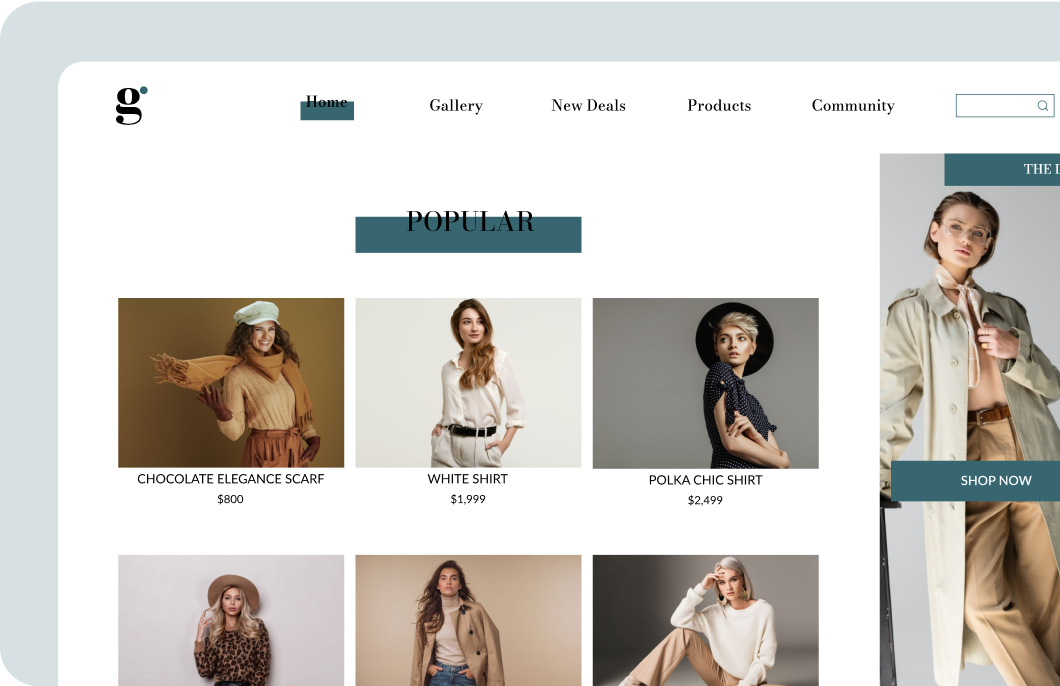 g
Home
Gallery
New Deals
Products
Community
THE
POPULAR
CHOCOLATE ELEGANCE SCARF
$800
WHITE SHIRT
$1,999
POLKA CHIC SHIRT
$2,499
SHOP NOW